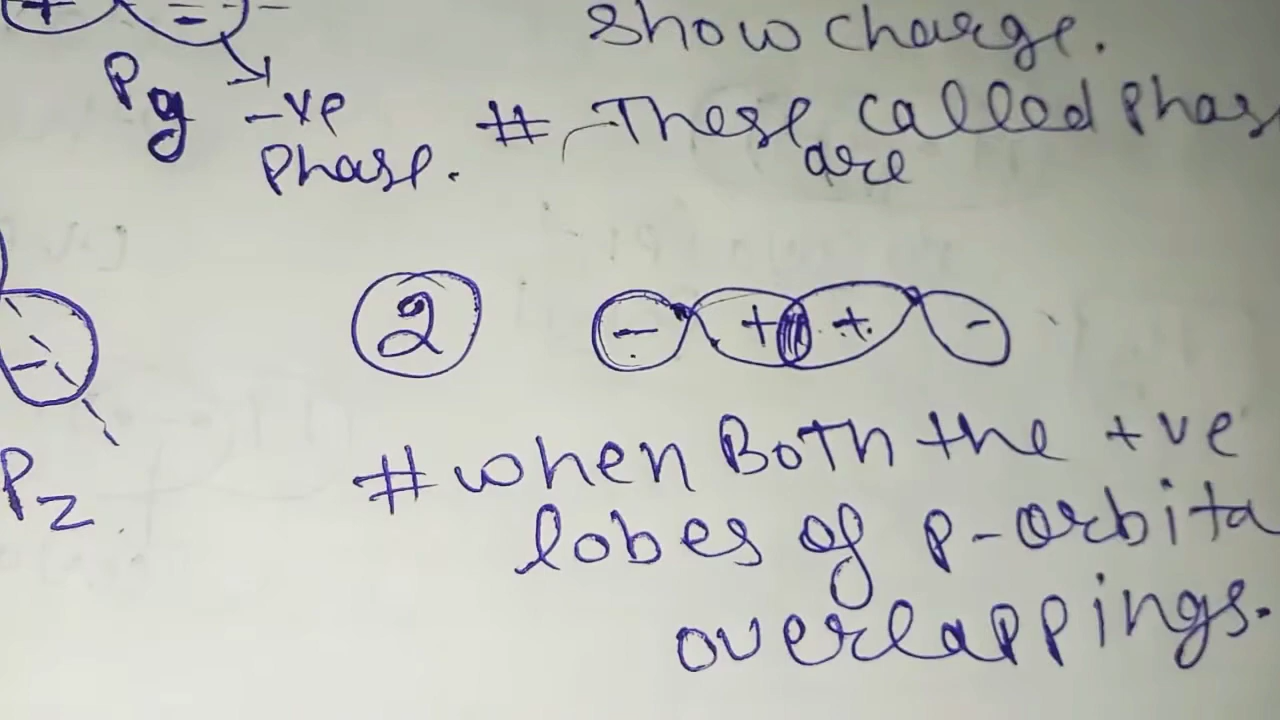 + -
show charge.
Py -ve
phase.
# These called Phas
are
2
- + + -
-
Pz
# when Both the +ve
lobes of p-orbita
overlappings.